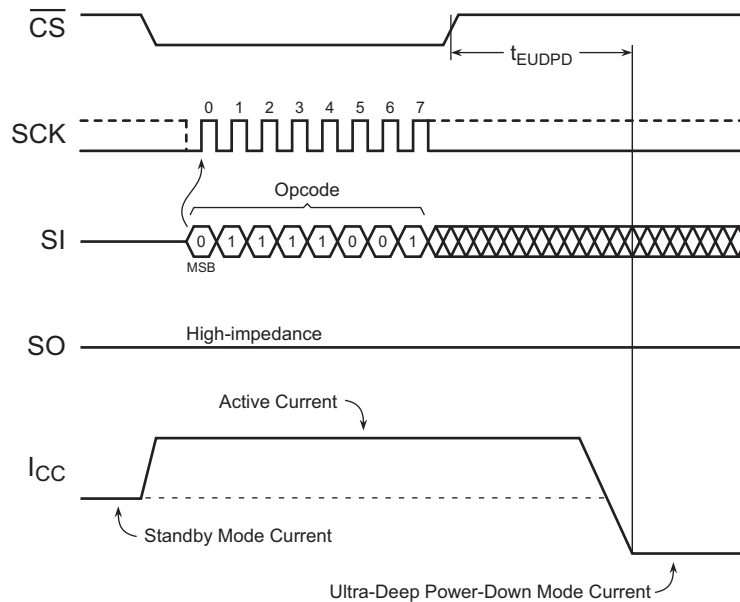 CS
tEUDPD
0 1 2 3 4 5 6 7
SCK
Opcode
SI
0 1 1 1 1 0 0 1
MSB
High-impedance
SO
Active Current
ICC
Standby Mode Current
Ultra-Deep Power-Down Mode Current